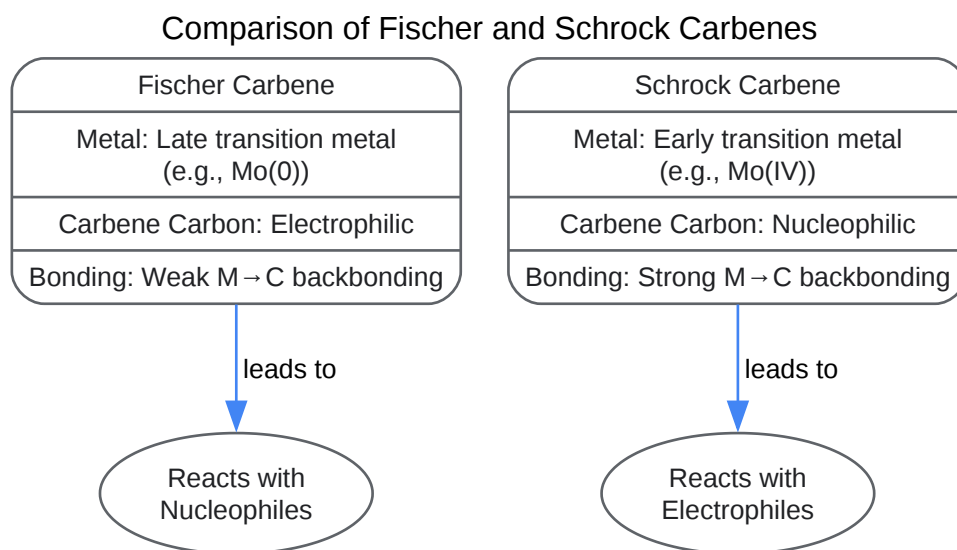 Comparison of Fischer and Schrock Carbenes
Fischer Carbene
Metal: Late transition metal
(e.g., Mo(0))
Carbene Carbon: Electrophilic
Bonding: Weak M→C backbonding
leads to
Reacts with
Nucleophiles
Schrock Carbene
Metal: Early transition metal
(e.g., Mo(IV))
Carbene Carbon: Nucleophilic
Bonding: Strong M→C backbonding
leads to
Reacts with
Electrophiles